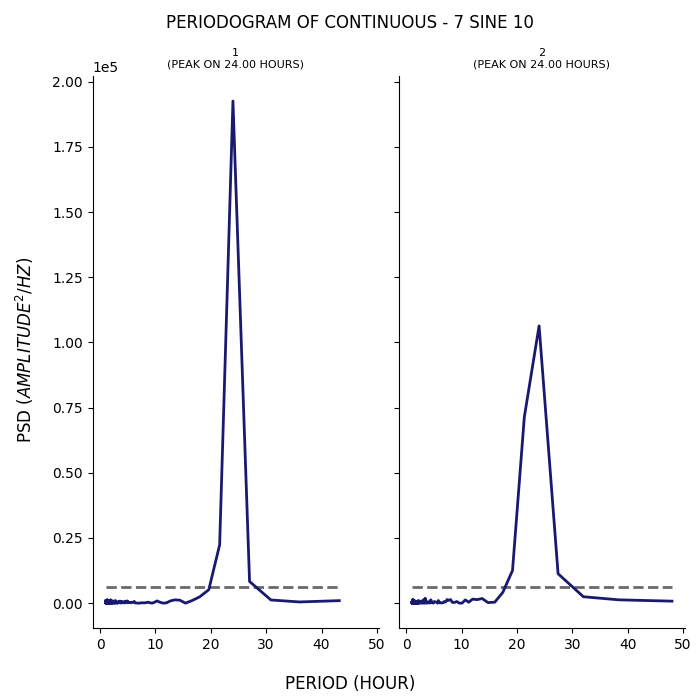 PERIODOGRAM OF CONTINUOUS - 7 SINE 10
1
(PEAK ON 24.00 HOURS)
2
(PEAK ON 24.00 HOURS)
1e5
2.00
1.75
1.50
1.25
1.00
0.75
0.50
0.25
0.00
PSD (AMPLITUDE²/HZ)
0 10 20 30 40 50
0 10 20 30 40 50
PERIOD (HOUR)